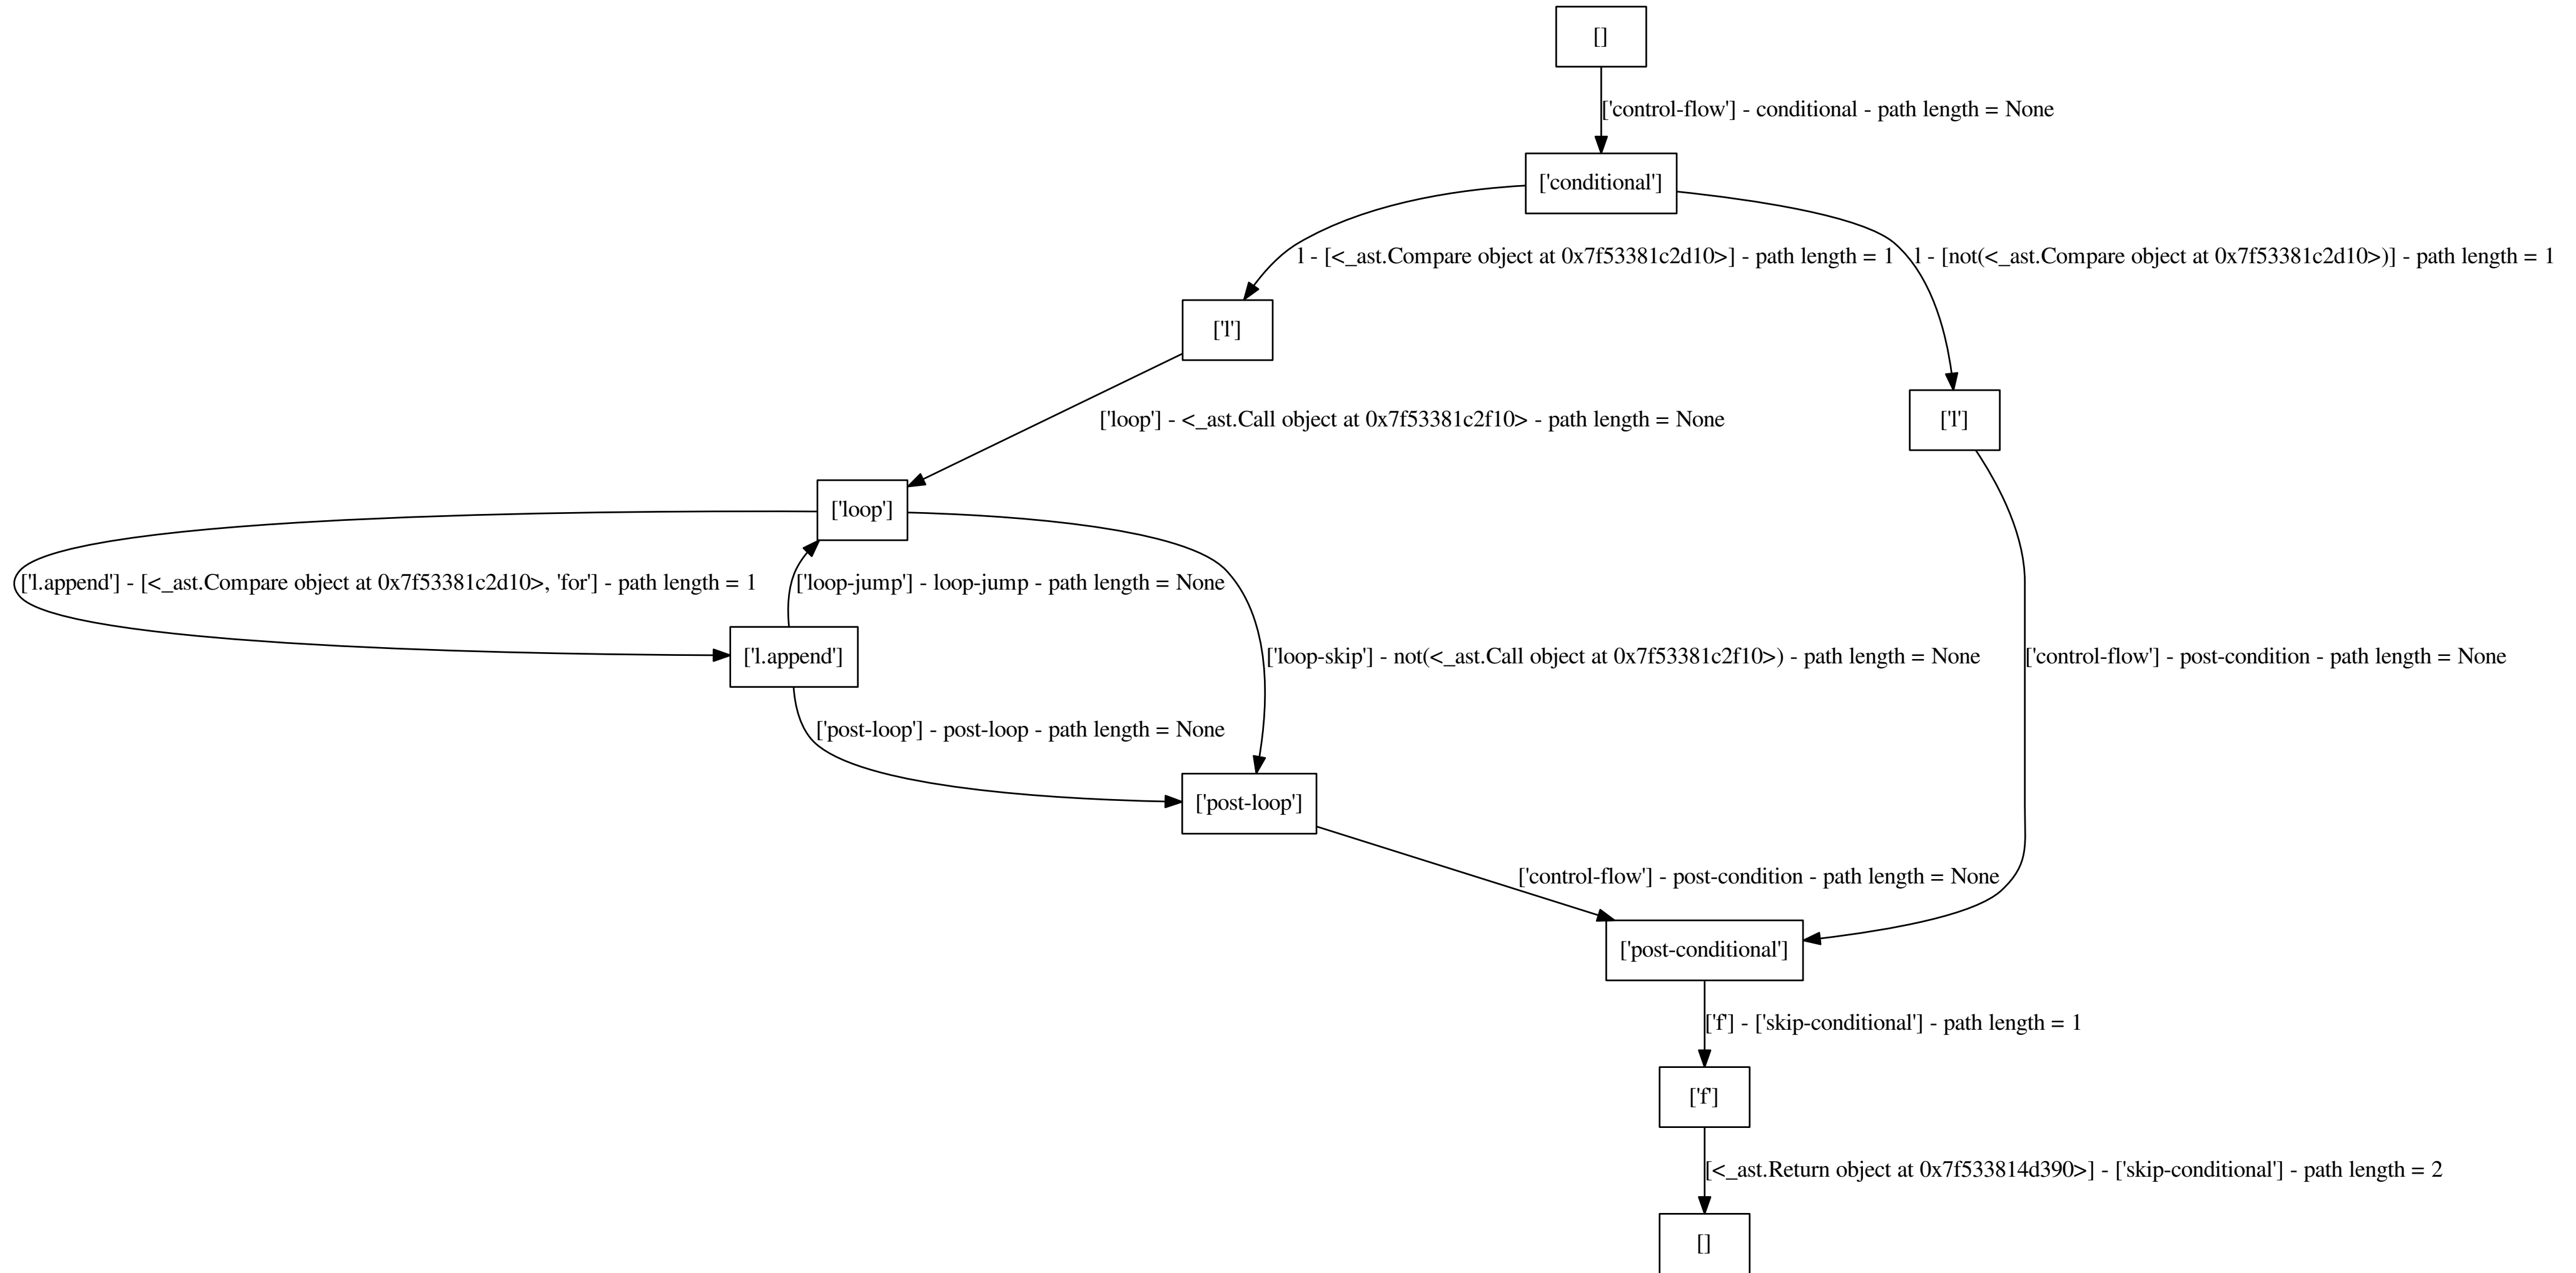 []
['control-flow'] - conditional - path length = None
['conditional']
l - [<_ast.Compare object at 0x7f53381c2d10>] - path length = 1
l - [not(<_ast.Compare object at 0x7f53381c2d10>)] - path length = 1
['l']
['loop'] - <_ast.Call object at 0x7f53381c2f10> - path length = None
['l']
['loop']
['l.append'] - [<_ast.Compare object at 0x7f53381c2d10>, 'for'] - path length = 1
['loop-jump'] - loop-jump - path length = None
['l.append']
['loop-skip'] - not(<_ast.Call object at 0x7f53381c2f10>) - path length = None
['control-flow'] - post-condition - path length = None
['post-loop'] - post-loop - path length = None
['post-loop']
['control-flow'] - post-condition - path length = None
['post-conditional']
['f'] - ['skip-conditional'] - path length = 1
['f']
[<_ast.Return object at 0x7f533814d390>] - ['skip-conditional'] - path length = 2
[]